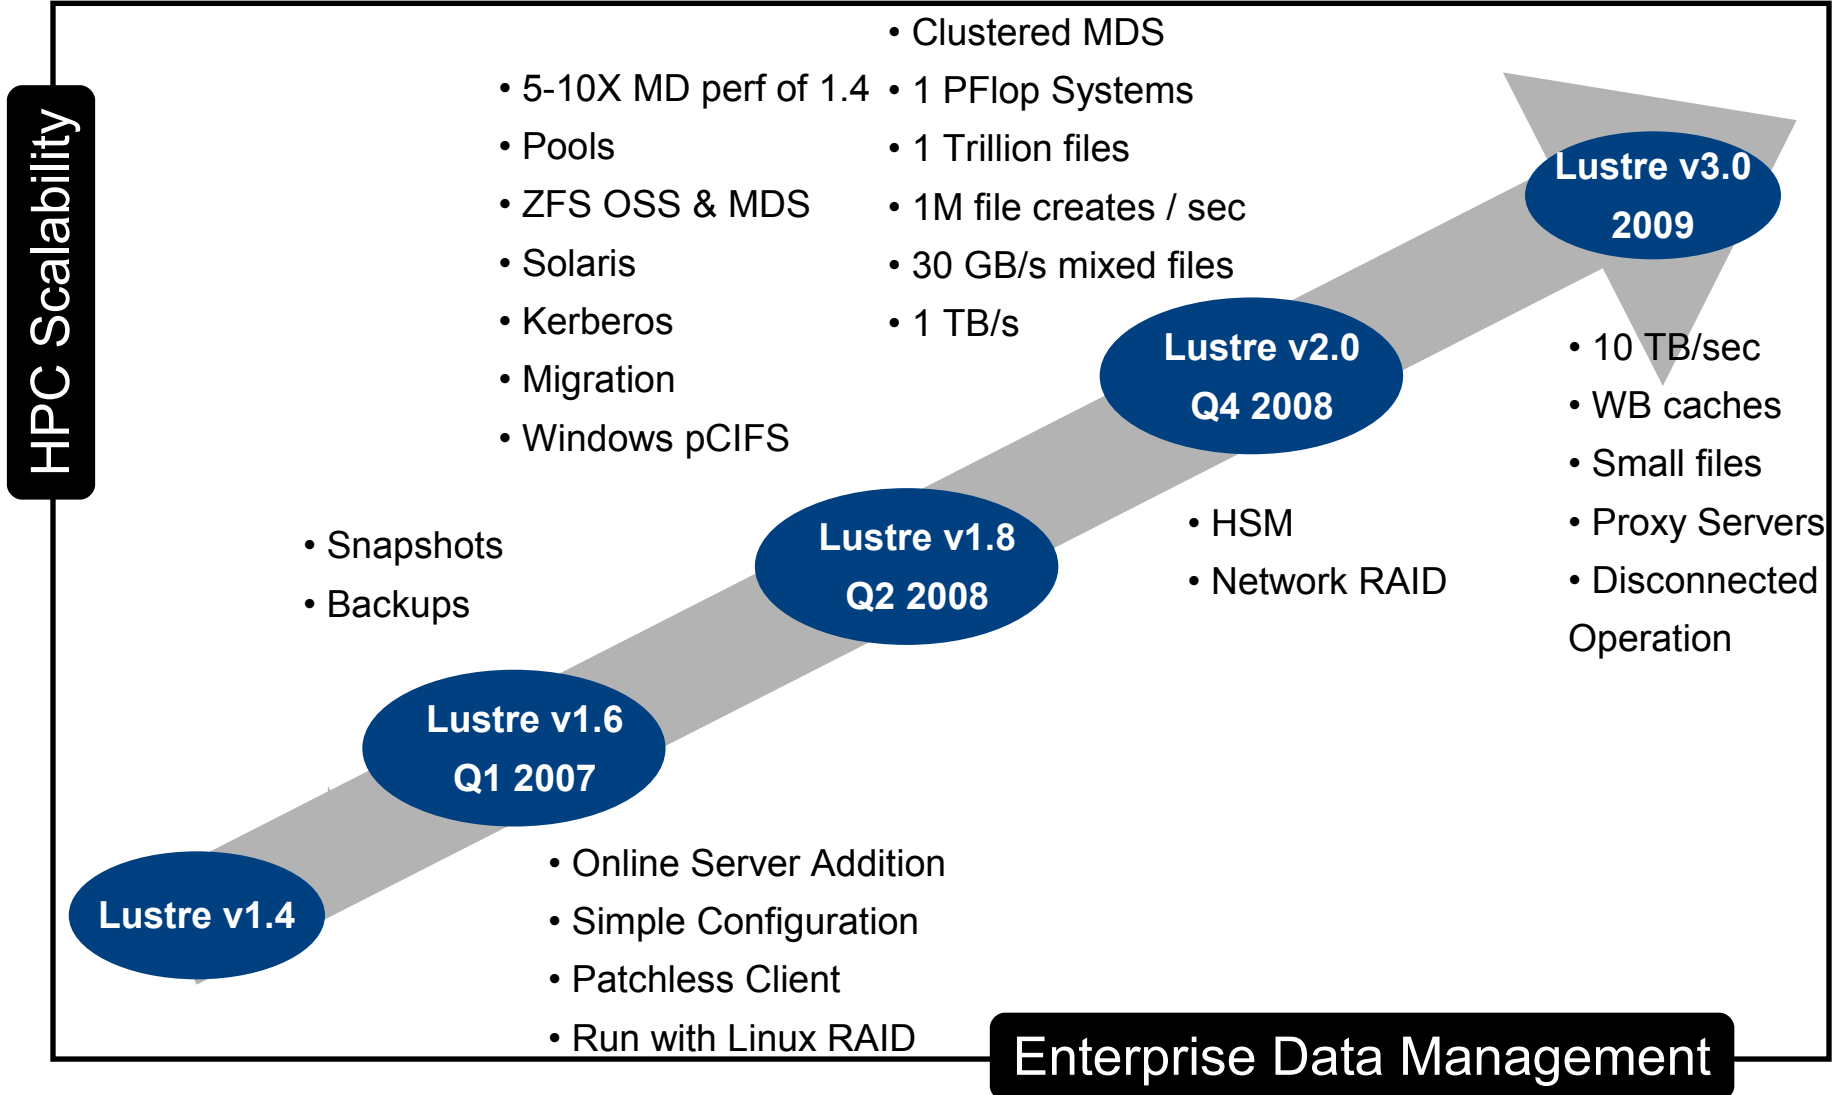 HPC Scalability
• Clustered MDS
• 1 PFlop Systems
• 1 Trillion files
• 1M file creates / sec
• 30 GB/s mixed files
• 1 TB/s
• 5-10X MD perf of 1.4
• Pools
• ZFS OSS & MDS
• Solaris
• Kerberos
• Migration
• Windows pCIFS
Lustre v3.0
2009
Lustre v2.0
Q4 2008
• 10 TB/sec
• WB caches
• Small files
• Proxy Servers
• Disconnected
Operation
• HSM
• Network RAID
Lustre v1.8
Q2 2008
• Snapshots
• Backups
Lustre v1.6
Q1 2007
Lustre v1.4
• Online Server Addition
• Simple Configuration
• Patchless Client
• Run with Linux RAID
Enterprise Data Management